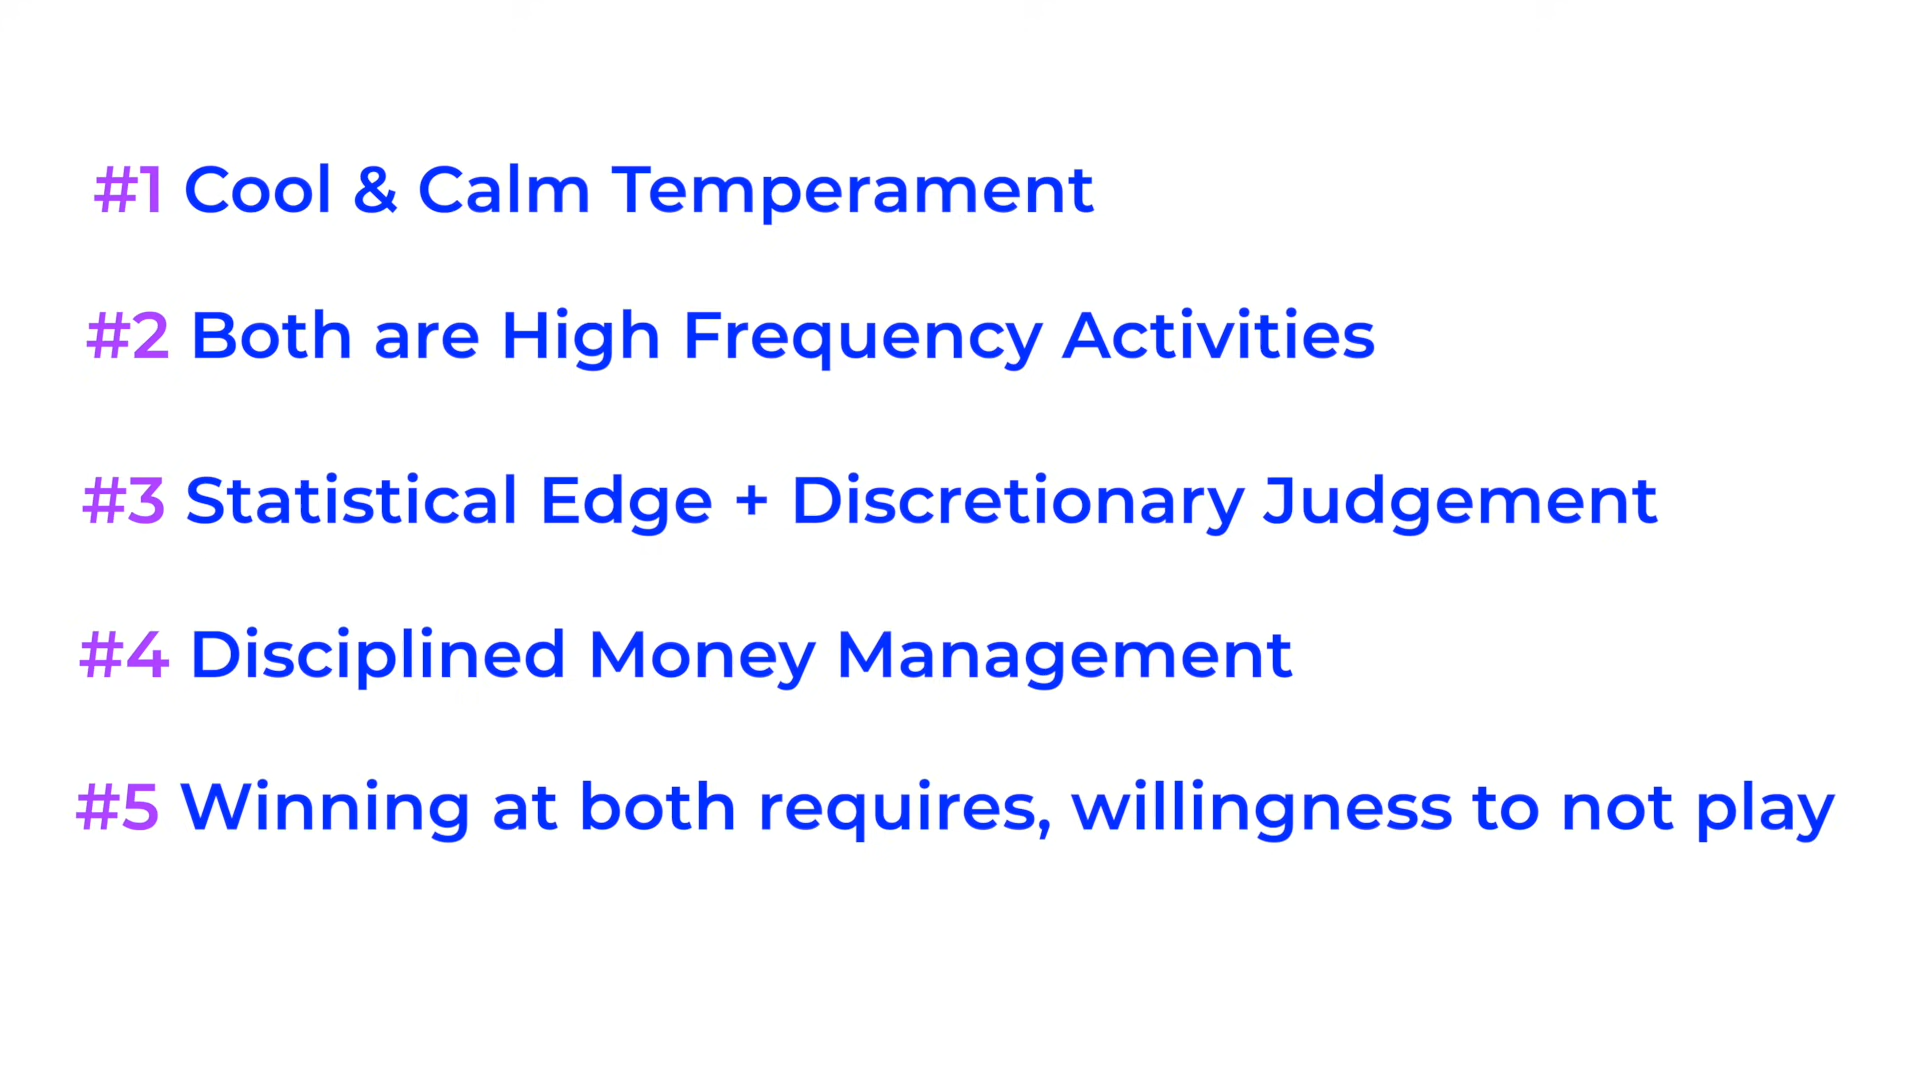 #1 Cool & Calm Temperament
#2 Both are High Frequency Activities
#3 Statistical Edge + Discretionary Judgement
#4 Disciplined Money Management
#5 Winning at both requires, willingness to not play